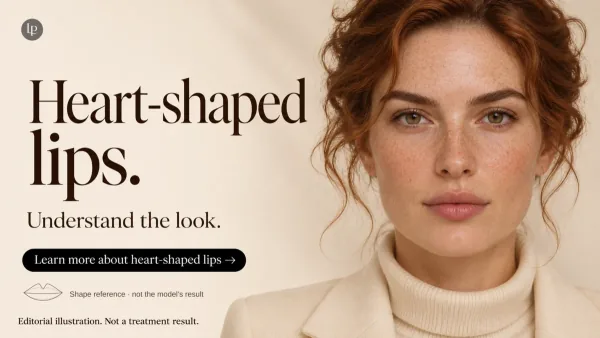 lp
Heart-shaped
lips.
Understand the look.
Learn more about heart-shaped lips →
Shape reference · not the model's result
Editorial illustration. Not a treatment result.